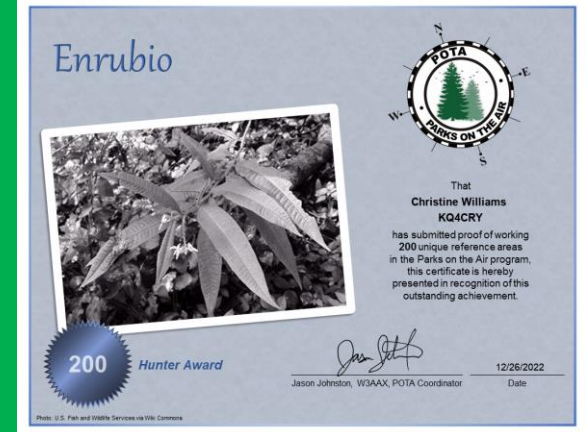 Enrubio
N
POTA
E
W
PARKS ON THE AIR
S
That
Christine Williams
KQ4CRY
has submitted proof of working
200 unique reference areas
in the Parks on the Air program,
this certificate is hereby
presented in recognition of this
outstanding achievement.
200
Hunter Award
12/26/2022
Jason Johnston, W3AAX, POTA Coordinator
Date
Photo: U.S. Fish and Wildlife Services via Wiki Commons